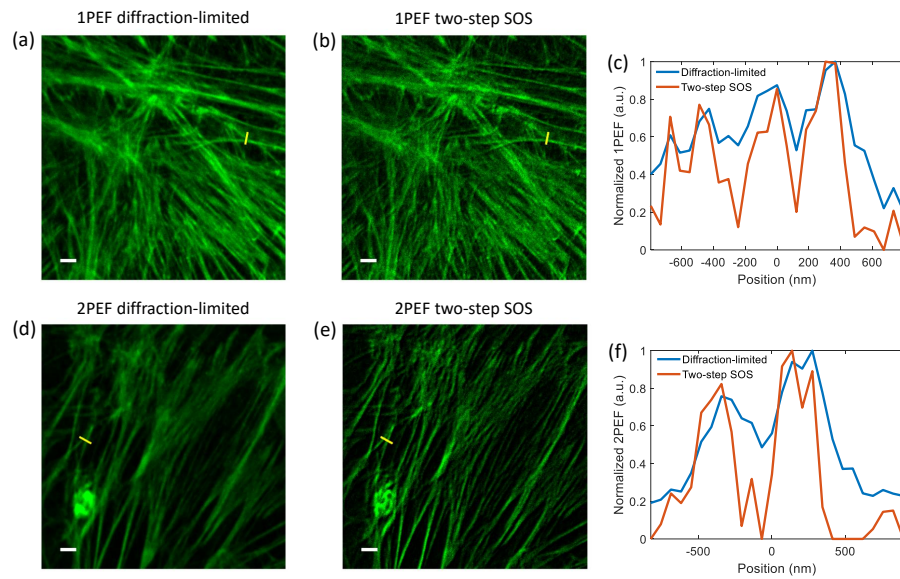 1PEF diffraction-limited
1PEF two-step SOS
(a)
(b)
(c)
Diffraction-limited
Two-step SOS
1
0.8
0.6
0.4
0.2
0
Normalized 1PEF (a.u.)
-600 -400 -200 0 200 400 600
Position (nm)
2PEF diffraction-limited
2PEF two-step SOS
(d)
(e)
(f)
Diffraction-limited
Two-step SOS
1
0.8
0.6
0.4
0.2
0
Normalized 2PEF (a.u.)
-500 0 500
Position (nm)